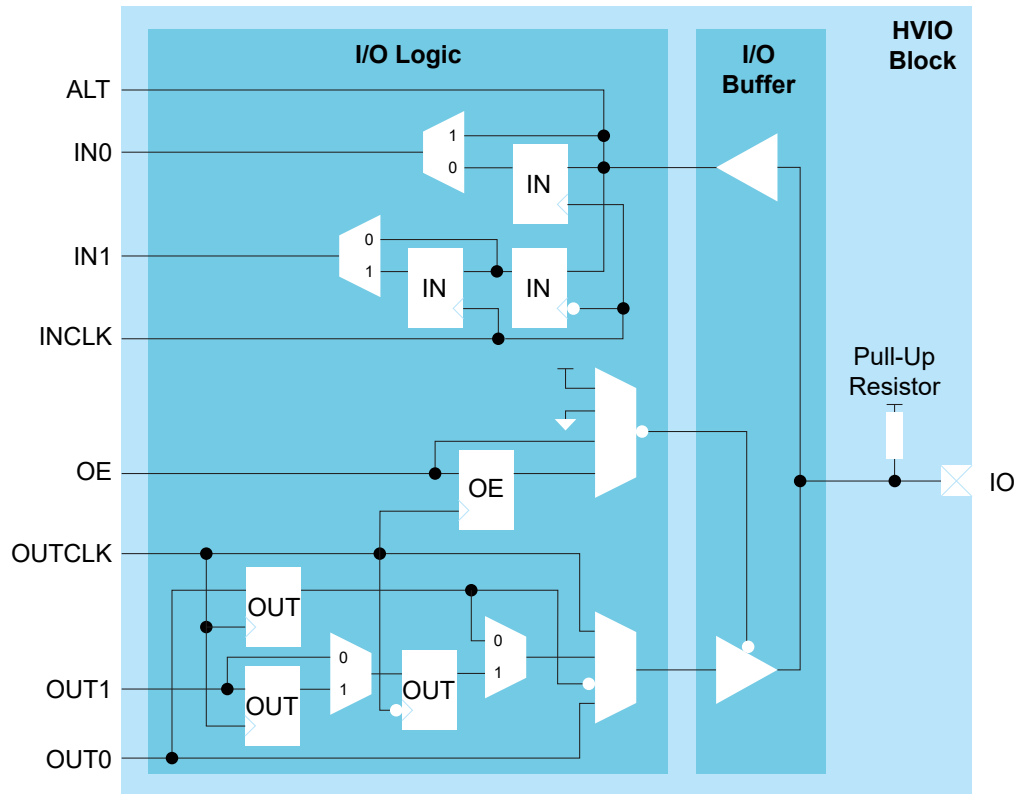 HVIO
Block
I/O Logic
I/O
Buffer
ALT
1
IN0
0
IN
IN1
0
1
IN
IN
INCLK
Pull-Up
Resistor
OE
OE
IO
OUTCLK
OUT
0
0
1
OUT1
1
OUT
OUT
OUT0